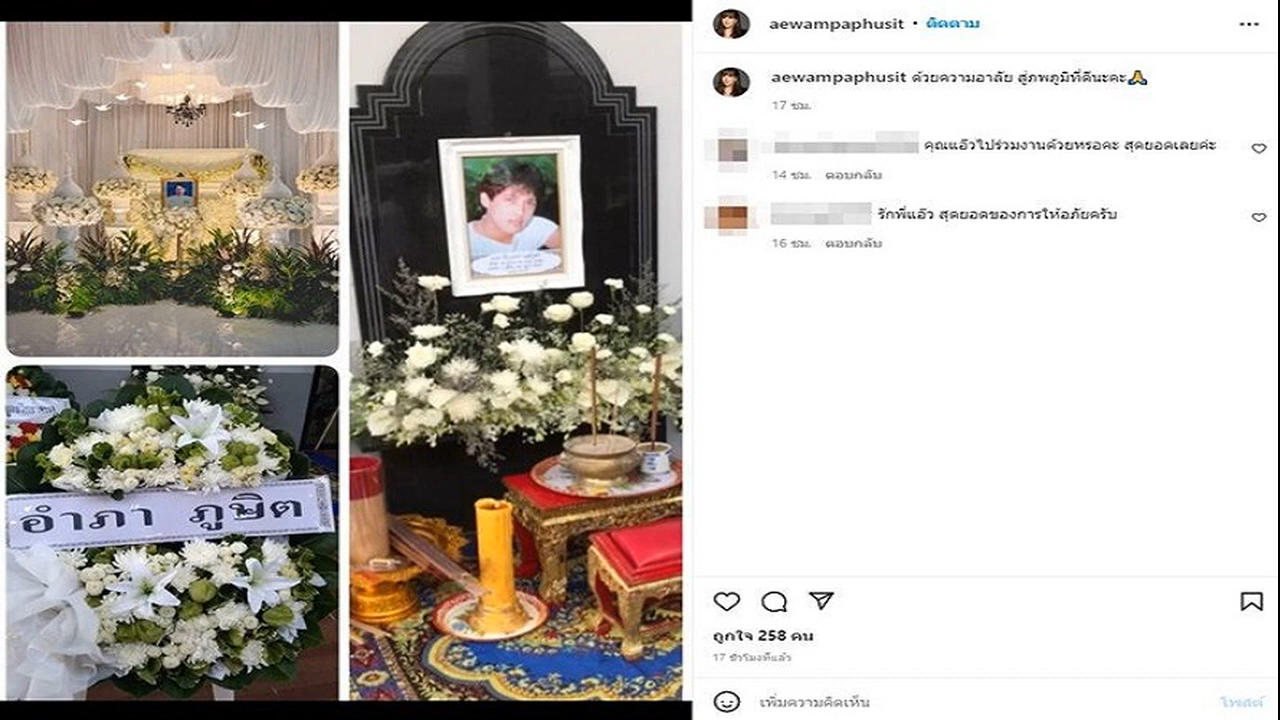 อำภา ภูษิต
aewampaphusit • ติดตาม
aewampaphusit ด้วยความอาลัย สู่ภพภูมิที่ดีนะคะ🙏
17 ชม.
คุณแอ๊วไปร่วมงานด้วยหรอคะ สุดยอดเลยค่ะ
14 ชม. ตอบกลับ
รักพี่แอ๊ว สุดยอดของการให้อภัยครับ
16 ชม. ตอบกลับ
ถูกใจ 258 คน
17 ชั่วโมงที่แล้ว
เพิ่มความคิดเห็น
โพสต์